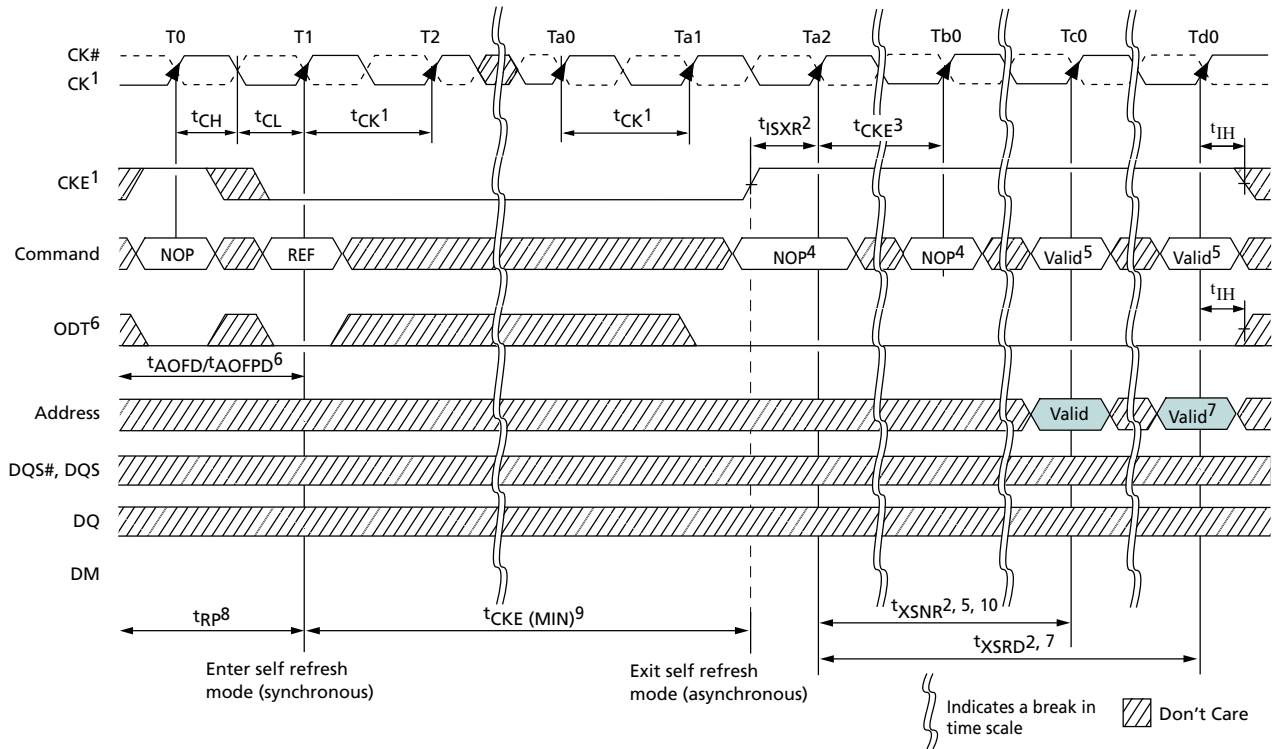 T0 T1 T2 Ta0 Ta1 Ta2 Tb0 Tc0 Td0
CK#
CK1
tCH tCL tCK1 tCK1 tISXR2 tCKE3 tIH
CKE1
Command NOP REF NOP4 NOP4 Valid5 Valid5
tIH
ODT6
tAOFD/tAOFPD6
Address Valid Valid7
DQS#, DQS
DQ
DM
tRP8 tCKE (MIN)9 tXSNR2, 5, 10
tXSRD2, 7
Enter self refresh
mode (synchronous)
Exit self refresh
mode (asynchronous)
Indicates a break in
time scale
Don't Care